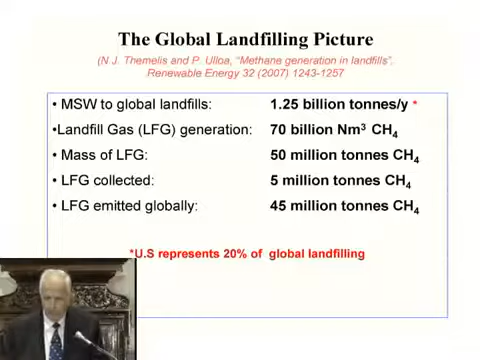 The Global Landfilling Picture
(N.J. Themelis and P. Ulloa, "Methane generation in landfills".
Renewable Energy 32 (2007) 1243-1257
• MSW to global landfills: 1.25 billion tonnes/y *
•Landfill Gas (LFG) generation: 70 billion Nm³ CH₄
• Mass of LFG: 50 million tonnes CH₄
• LFG collected: 5 million tonnes CH₄
• LFG emitted globally: 45 million tonnes CH₄
*U.S represents 20% of global landfilling